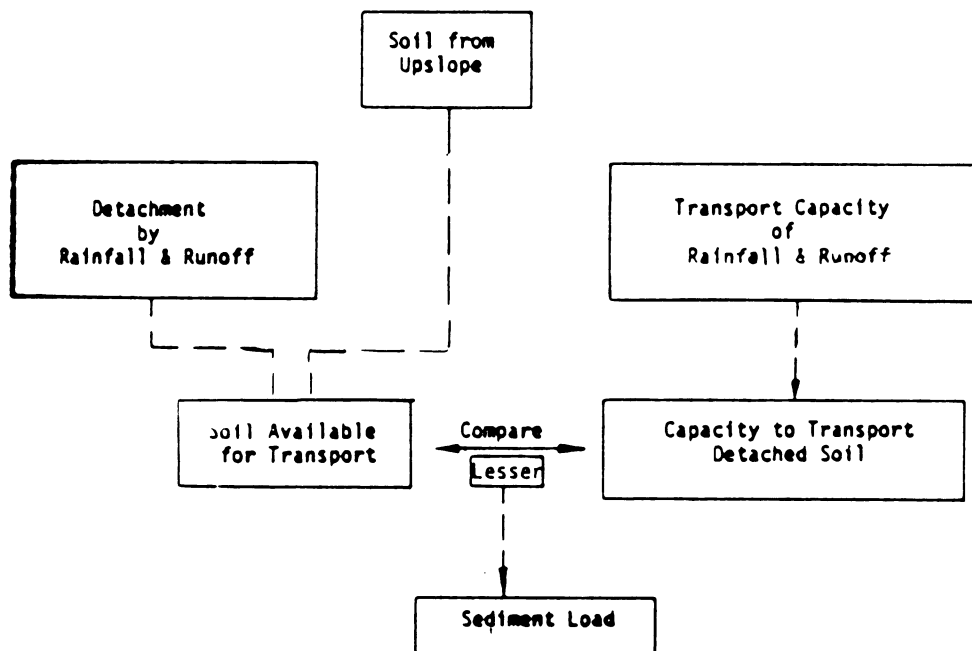 Soil from
Upslope
Detachment
by
Rainfall & Runoff
Transport Capacity
of
Rainfall & Runoff
Soil Available
for Transport
Compare
Lesser
Capacity to Transport
Detached Soil
Sediment Load